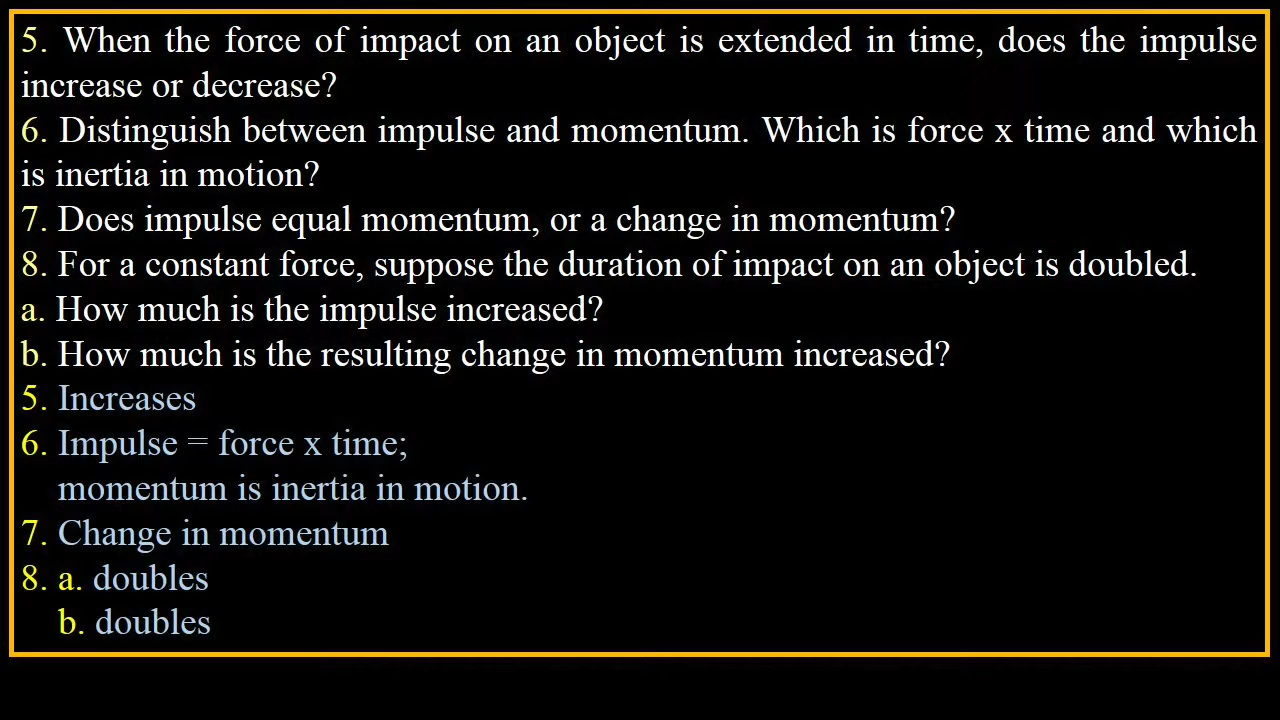 5. When the force of impact on an object is extended in time, does the impulse
increase or decrease?
6. Distinguish between impulse and momentum. Which is force x time and which
is inertia in motion?
7. Does impulse equal momentum, or a change in momentum?
8. For a constant force, suppose the duration of impact on an object is doubled.
a. How much is the impulse increased?
b. How much is the resulting change in momentum increased?
5. Increases
6. Impulse = force x time;
momentum is inertia in motion.
7. Change in momentum
8. a. doubles
b. doubles